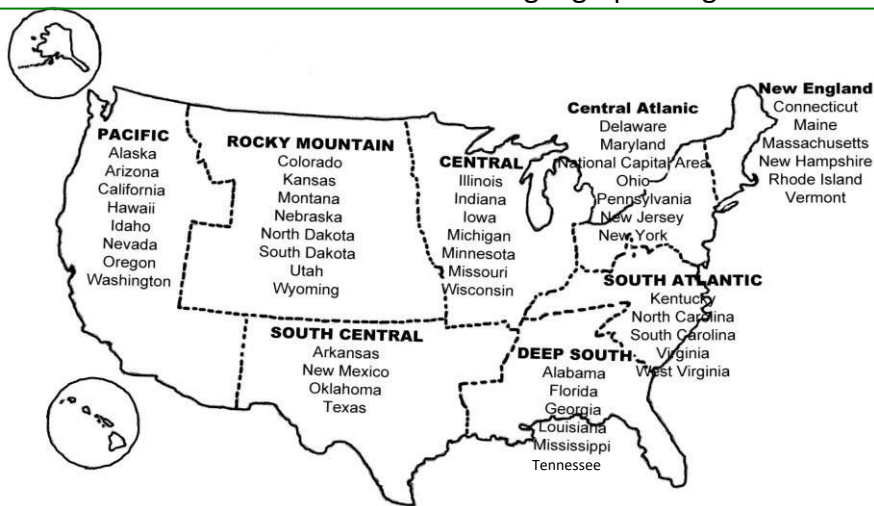 PACIFIC
Alaska
Arizona
California
Hawaii
Idaho
Nevada
Oregon
Washington
ROCKY MOUNTAIN
Colorado
Kansas
Montana
Nebraska
North Dakota
South Dakota
Utah
Wyoming
CENTRAL
Illinois
Indiana
Iowa
Michigan
Minnesota
Missouri
Wisconsin
Central Atlanic
Delaware
Maryland
National Capital Area
Ohio
Pennsylvania
New Jersey
New York
New England
Connecticut
Maine
Massachusetts
New Hampshire
Rhode Island
Vermont
SOUTH ATLANTIC
Kentucky
North Carolina
South Carolina
Virginia
West Virginia
SOUTH CENTRAL
Arkansas
New Mexico
Oklahoma
Texas
DEEP SOUTH
Alabama
Florida
Georgia
Louisiana
Mississippi
Tennessee